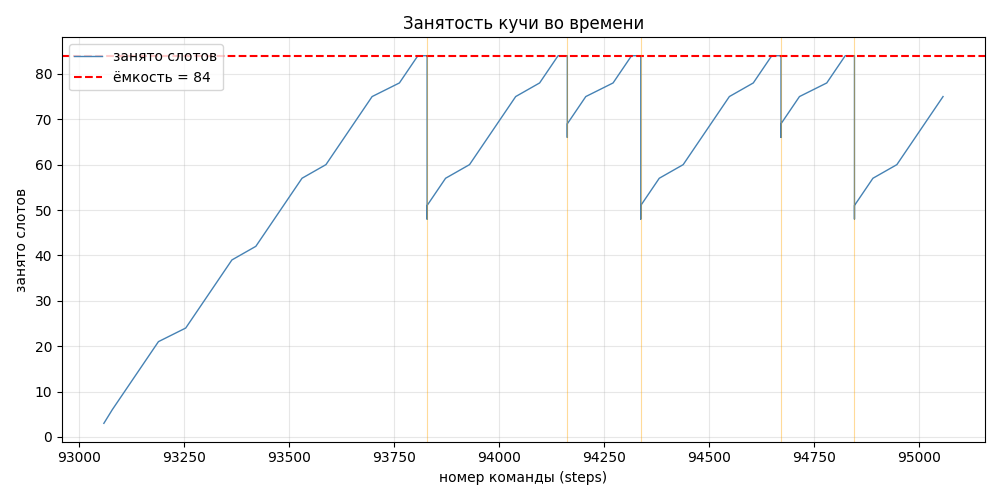 Занятость кучи во времени
занято слотов
ёмкость = 84
80
70
60
50
40
30
20
10
0
занято слотов
93000 93250 93500 93750 94000 94250 94500 94750 95000
номер команды (steps)